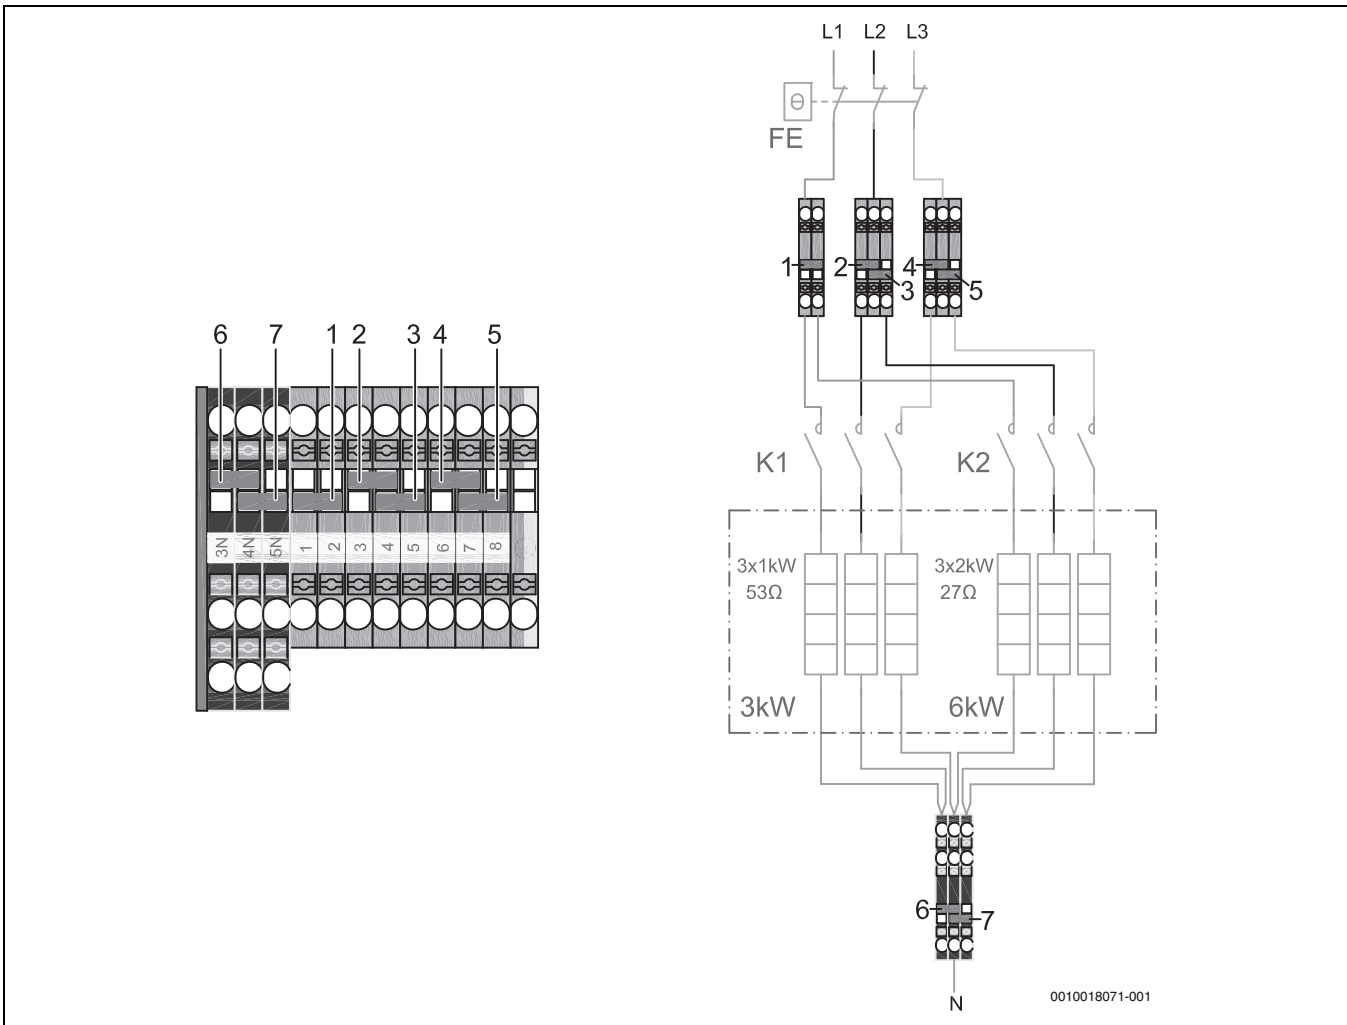 6 7 1 2 3 4 5
3N 4N 5N 1 2 3 4 5 6 7 8
L1 L2 L3
FE
1 2 3 4 5
K1 K2
3x1kW
53Ω
3x2kW
27Ω
3kW 6kW
6 7
N
0010018071-001